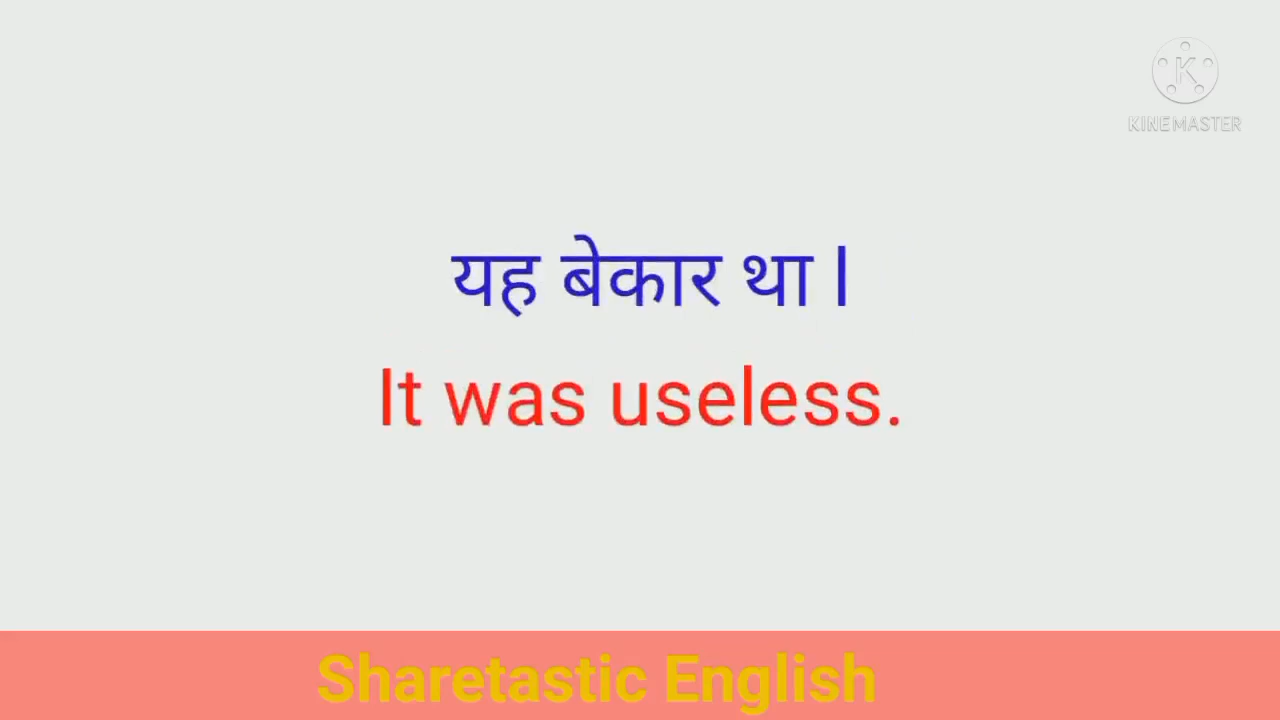 KINEMASTER
यह बेकार था l
It was useless.
Sharetastic English